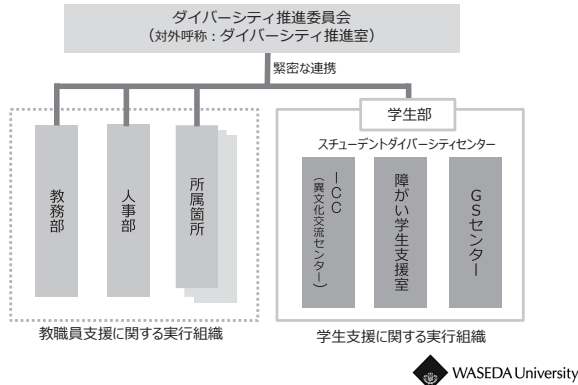 ダイバーシティ推進委員会
（対外呼称：ダイバーシティ推進室）
緊密な連携
学生部
スチューデントダイバーシティセンター
教務部
人事部
所属箇所
ICC
（異文化交流センター）
障がい学生支援室
GSセンター
教職員支援に関する実行組織
学生支援に関する実行組織
WASEDA University